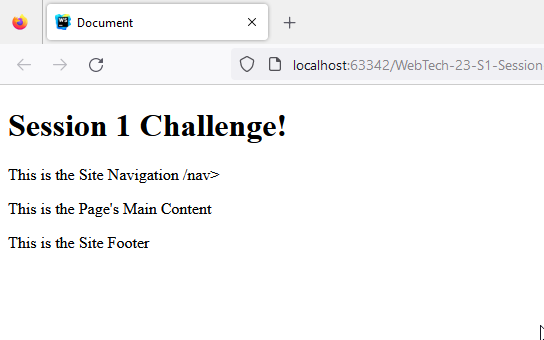 WS
Document
localhost:63342/WebTech-23-S1-Session
Session 1 Challenge!
This is the Site Navigation /nav>
This is the Page's Main Content
This is the Site Footer